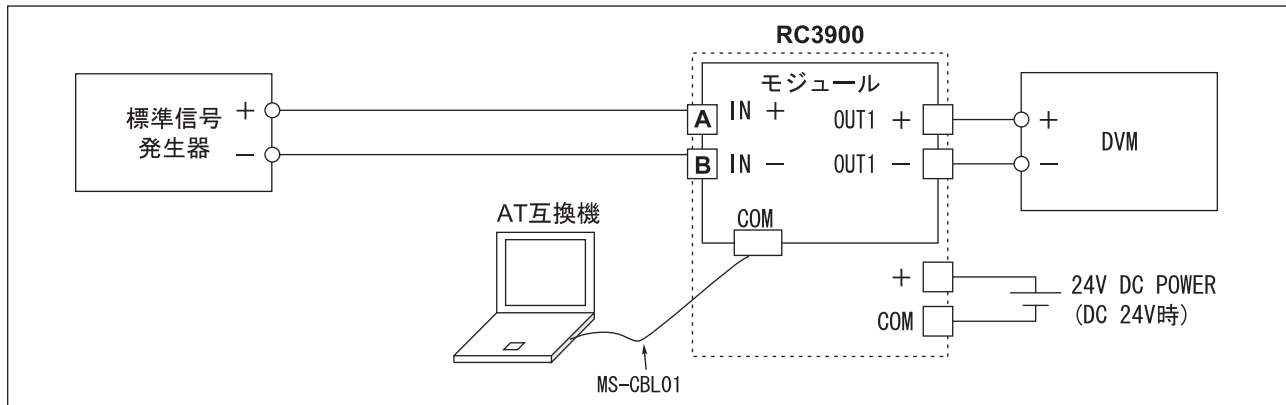 RC3900
モジュール
標準信号
発生器
+
−
A
IN +
B
IN −
OUT1 +
OUT1 −
+
−
DVM
AT互換機
COM
+
COM
24V DC POWER
(DC 24V時)
MS-CBL01